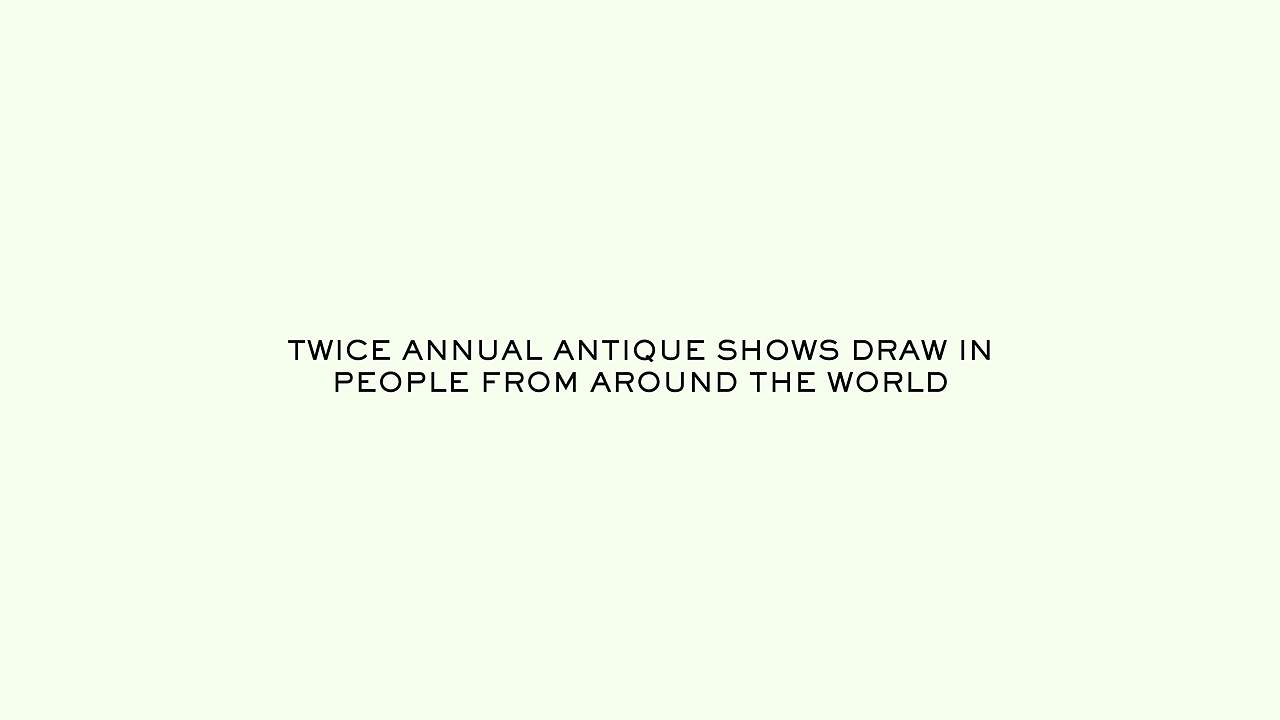 TWICE ANNUAL ANTIQUE SHOWS DRAW IN
PEOPLE FROM AROUND THE WORLD